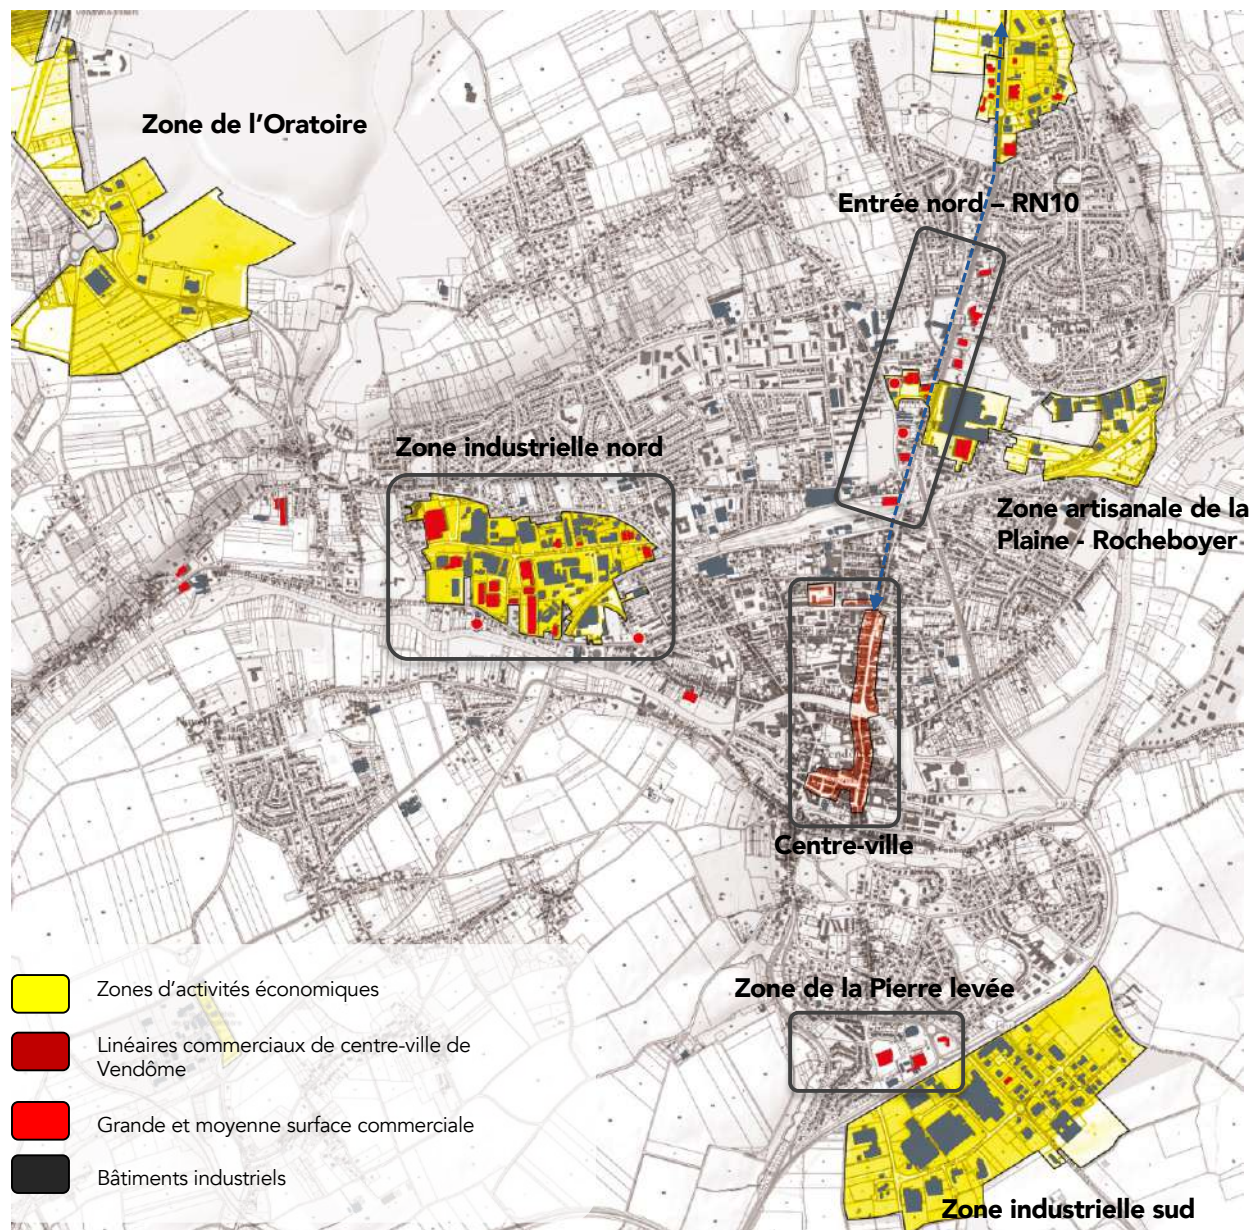 Zone de l'Oratoire
Entrée nord – RN10
Zone industrielle nord
Zone artisanale de la
Plaine - Rocheboyer
Centre-ville
Zone de la Pierre levée
Zones d'activités économiques
Linéaires commerciaux de centre-ville de
Vendôme
Grande et moyenne surface commerciale
Bâtiments industriels
Zone industrielle sud